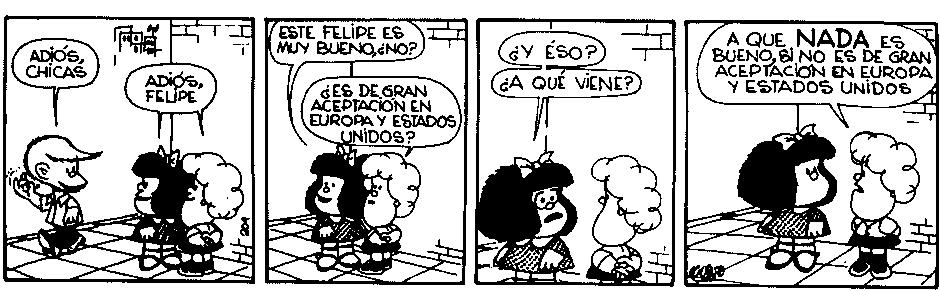 ADIÓS,
CHICAS
ADIÓS,
FELIPE
ESTE FELIPE ES
MUY BUENO,¿NO?
¿ES DE GRAN
ACEPTACIÓN EN
EUROPA Y ESTADOS
UNIDOS?
¿Y ÉSO?
¿A QUÉ VIENE?
A QUE NADA ES
BUENO, SI NO ES DE GRAN
ACEPTACIÓN EN EUROPA
Y ESTADOS UNIDOS